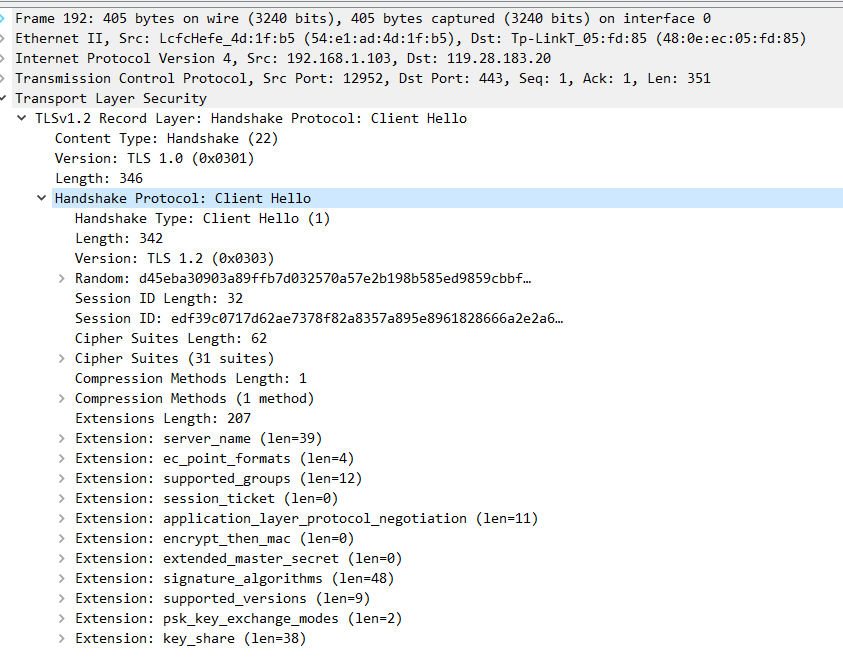 Frame 192: 405 bytes on wire (3240 bits), 405 bytes captured (3240 bits) on interface 0
Ethernet II, Src: LcfcHefe_4d:1f:b5 (54:e1:ad:4d:1f:b5), Dst: Tp-LinkT_05:fd:85 (48:0e:ec:05:fd:85)
Internet Protocol Version 4, Src: 192.168.1.103, Dst: 119.28.183.20
Transmission Control Protocol, Src Port: 12952, Dst Port: 443, Seq: 1, Ack: 1, Len: 351
Transport Layer Security
TLSv1.2 Record Layer: Handshake Protocol: Client Hello
Content Type: Handshake (22)
Version: TLS 1.0 (0x0301)
Length: 346
Handshake Protocol: Client Hello
Handshake Type: Client Hello (1)
Length: 342
Version: TLS 1.2 (0x0303)
Random: d45eba30903a89ffb7d032570a57e2b198b585ed9859cbbf…
Session ID Length: 32
Session ID: edf39c0717d62ae7378f82a8357a895e8961828666a2e2a6…
Cipher Suites Length: 62
Cipher Suites (31 suites)
Compression Methods Length: 1
Compression Methods (1 method)
Extensions Length: 207
Extension: server_name (len=39)
Extension: ec_point_formats (len=4)
Extension: supported_groups (len=12)
Extension: session_ticket (len=0)
Extension: application_layer_protocol_negotiation (len=11)
Extension: encrypt_then_mac (len=0)
Extension: extended_master_secret (len=0)
Extension: signature_algorithms (len=48)
Extension: supported_versions (len=9)
Extension: psk_key_exchange_modes (len=2)
Extension: key_share (len=38)